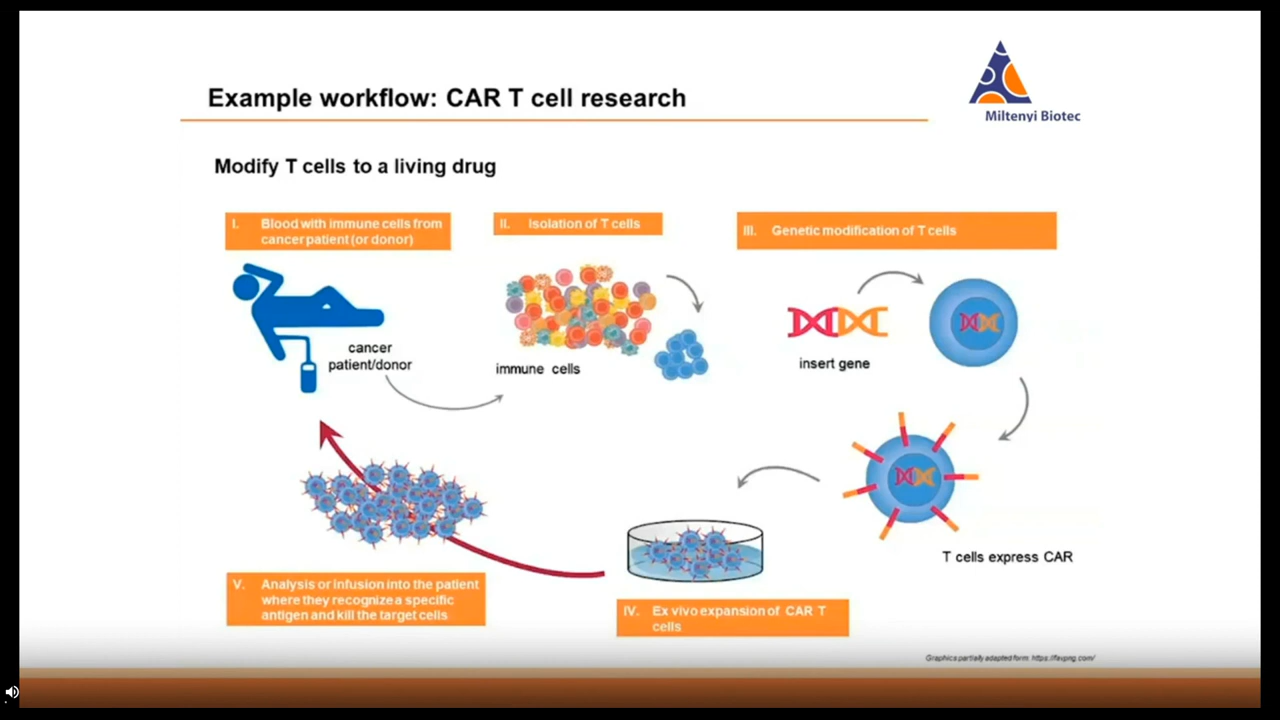 Miltenyi Biotec
Example workflow: CAR T cell research
Modify T cells to a living drug
I. Blood with immune cells from
cancer patient (or donor)
II. Isolation of T cells
III. Genetic modification of T cells
cancer
patient/donor
immune cells
insert gene
T cells express CAR
IV. Ex vivo expansion of CAR T
cells
V. Analysis or infusion into the patient
where they recognize a specific
antigen and kill the target cells
Graphics partially adapted form: https://favpng.com/